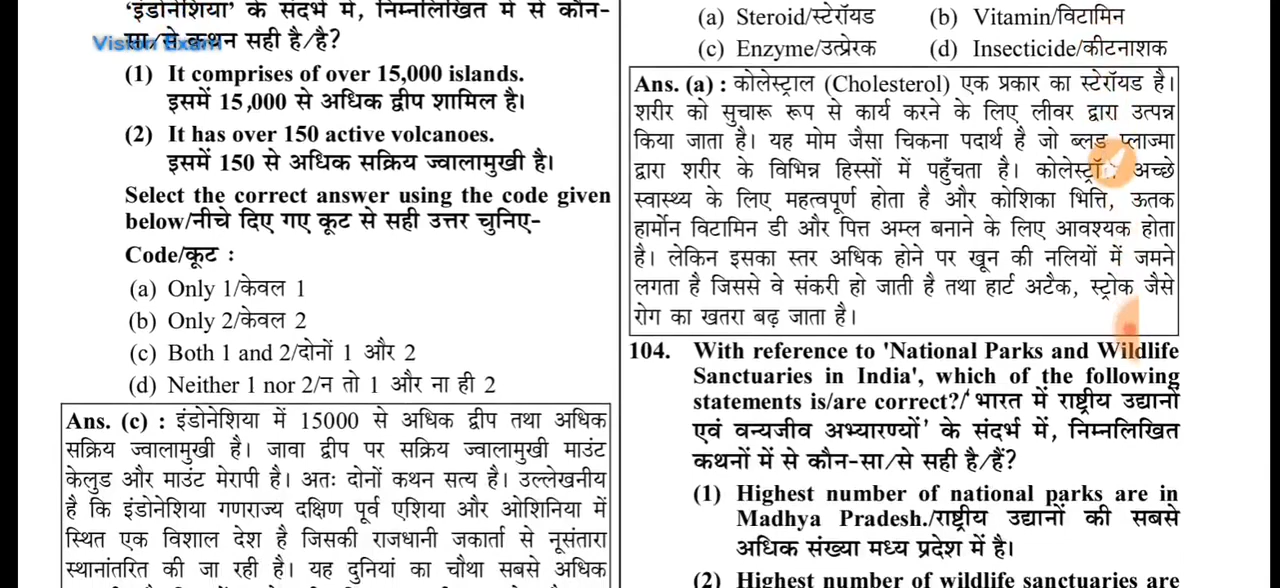 ‘इंडोनेशिया’ के संदर्भ में, निम्नलिखित में से कौन-
सा/से कथन सही है/है?
Vision Exam
(1) It comprises of over 15,000 islands.
इसमें 15,000 से अधिक द्वीप शामिल है।
(2) It has over 150 active volcanoes.
इसमें 150 से अधिक सक्रिय ज्वालामुखी है।
Select the correct answer using the code given
below/नीचे दिए गए कूट से सही उत्तर चुनिए-
Code/कूट :
(a) Only 1/केवल 1
(b) Only 2/केवल 2
(c) Both 1 and 2/दोनों 1 और 2
(d) Neither 1 nor 2/न तो 1 और ना ही 2
Ans. (c) : इंडोनेशिया में 15000 से अधिक द्वीप तथा अधिक
सक्रिय ज्वालामुखी है। जावा द्वीप पर सक्रिय ज्वालामुखी माउंट
केलुड और माउंट मेरापी है। अतः दोनों कथन सत्य है। उल्लेखनीय
है कि इंडोनेशिया गणराज्य दक्षिण पूर्व एशिया और ओशिनिया में
स्थित एक विशाल देश है जिसकी राजधानी जकार्ता से नूसंतारा
स्थानांतरित की जा रही है। यह दुनियां का चौथा सबसे अधिक
(a) Steroid/स्टेरॉयड (b) Vitamin/विटामिन
(c) Enzyme/उत्प्रेरक (d) Insecticide/कीटनाशक
Ans. (a) : कोलेस्ट्राल (Cholesterol) एक प्रकार का स्टेरॉयड है।
शरीर को सुचारू रूप से कार्य करने के लिए लीवर द्वारा उत्पन्न
किया जाता है। यह मोम जैसा चिकना पदार्थ है जो ब्लड प्लाज्मा
द्वारा शरीर के विभिन्न हिस्सों में पहुँचता है। अच्छे
स्वास्थ्य के लिए महत्वपूर्ण होता है और कोशिका भित्ति, ऊतक
हार्मोन विटामिन डी और पित्त अम्ल बनाने के लिए आवश्यक होता
है। लेकिन इसका स्तर अधिक होने पर खून की नलियों में जमने
लगता है जिससे वे संकरी हो जाती है तथा हार्ट अटैक, स्ट्रोक जैसे
रोग का खतरा बढ़ जाता है।
104. With reference to 'National Parks and Wildlife
Sanctuaries in India', which of the following
statements is/are correct?/‘भारत में राष्ट्रीय उद्यानों
एवं वन्यजीव अभ्यारण्यों’ के संदर्भ में, निम्नलिखित
कथनों में से कौन-सा/से सही है/हैं?
(1) Highest number of national parks are in
Madhya Pradesh./राष्ट्रीय उद्यानों की सबसे
अधिक संख्या मध्य प्रदेश में है।
(2) Highest number of wildlife sanctuaries are